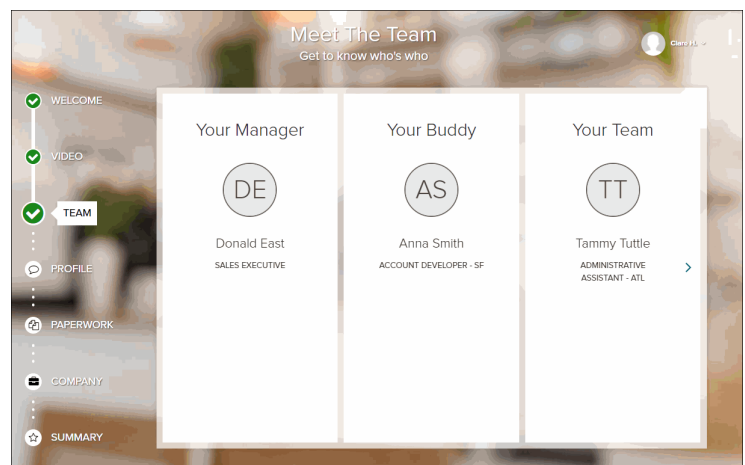 Meet The Team
Get to know who's who
Clare H.
WELCOME
VIDEO
TEAM
PROFILE
PAPERWORK
COMPANY
SUMMARY
Your Manager
DE
Donald East
SALES EXECUTIVE
Your Buddy
AS
Anna Smith
ACCOUNT DEVELOPER - SF
Your Team
TT
Tammy Tuttle
ADMINISTRATIVE
ASSISTANT - ATL